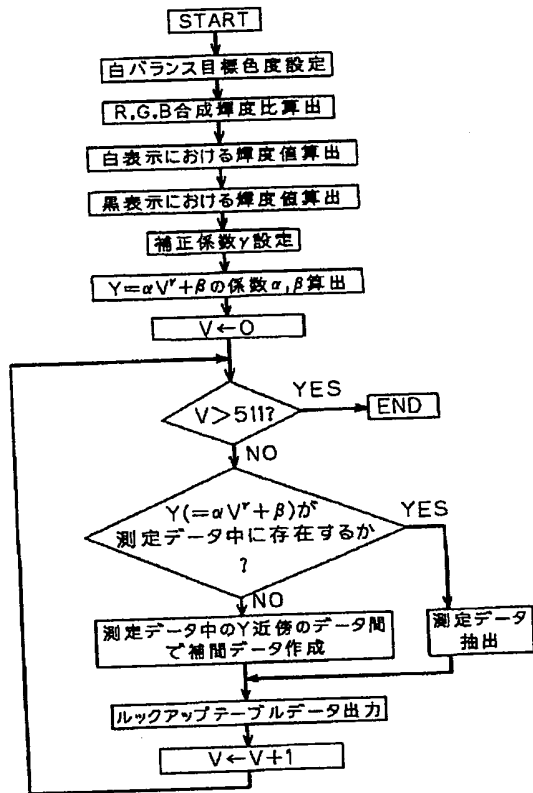 START
白バランス目標色度設定
R,G,B合成輝度比算出
白表示における輝度値算出
黒表示における輝度値算出
補正係数γ設定
Y=αVγ+βの係数α,β算出
V←0
V>511?
YES
END
NO
Y(=αVγ+β)が
測定データ中に存在するか
?
YES
NO
測定データ中のY近傍のデータ間
で補間データ作成
測定データ
抽出
ルックアップテーブルデータ出力
V←V+1